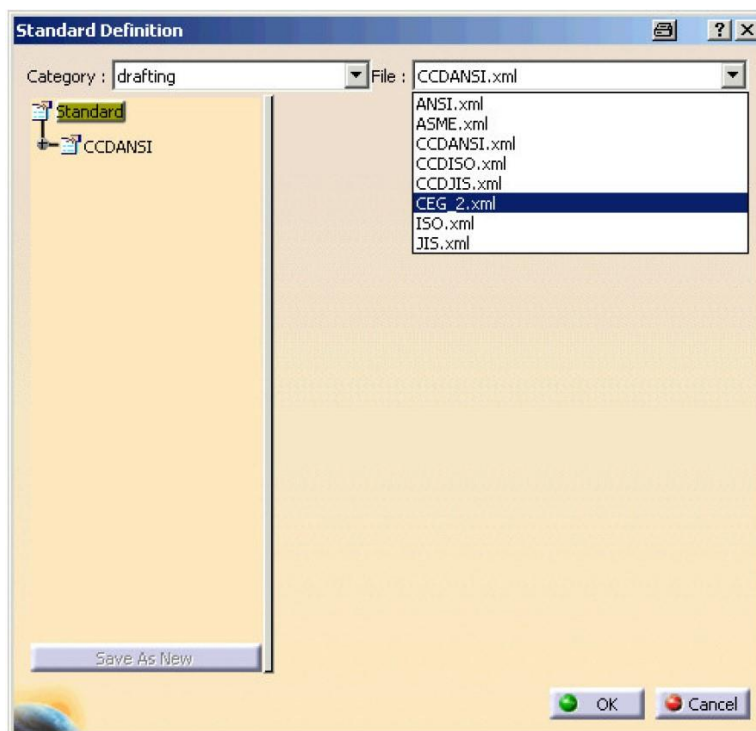 Standard Definition
Category : drafting File : CCDANSI.xml
Standard
CCDANSI
ANSI.xml
ASME.xml
CCDANSI.xml
CCDISO.xml
CCDJIS.xml
CEG_2.xml
ISO.xml
JIS.xml
Save As New
OK Cancel